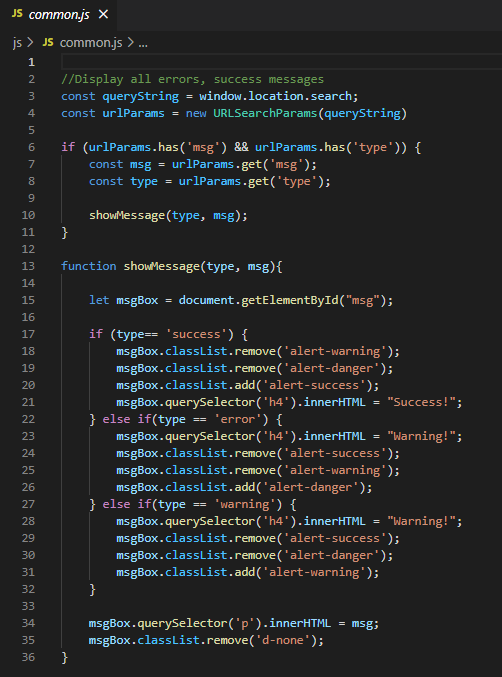 JS common.js ×
js > JS common.js > ...
1
2 //Display all errors, success messages
3 const queryString = window.location.search;
4 const urlParams = new URLSearchParams(queryString)
5
6 if (urlParams.has('msg') && urlParams.has('type')) {
7     const msg = urlParams.get('msg');
8     const type = urlParams.get('type');
9
10     showMessage(type, msg);
11 }
12
13 function showMessage(type, msg){
14
15     let msgBox = document.getElementById("msg");
16
17     if (type== 'success') {
18         msgBox.classList.remove('alert-warning');
19         msgBox.classList.remove('alert-danger');
20         msgBox.classList.add('alert-success');
21         msgBox.querySelector('h4').innerHTML = "Success!";
22     } else if(type == 'error') {
23         msgBox.querySelector('h4').innerHTML = "Warning!";
24         msgBox.classList.remove('alert-success');
25         msgBox.classList.remove('alert-warning');
26         msgBox.classList.add('alert-danger');
27     } else if(type == 'warning') {
28         msgBox.querySelector('h4').innerHTML = "Warning!";
29         msgBox.classList.remove('alert-success');
30         msgBox.classList.remove('alert-danger');
31         msgBox.classList.add('alert-warning');
32     }
33
34     msgBox.querySelector('p').innerHTML = msg;
35     msgBox.classList.remove('d-none');
36 }